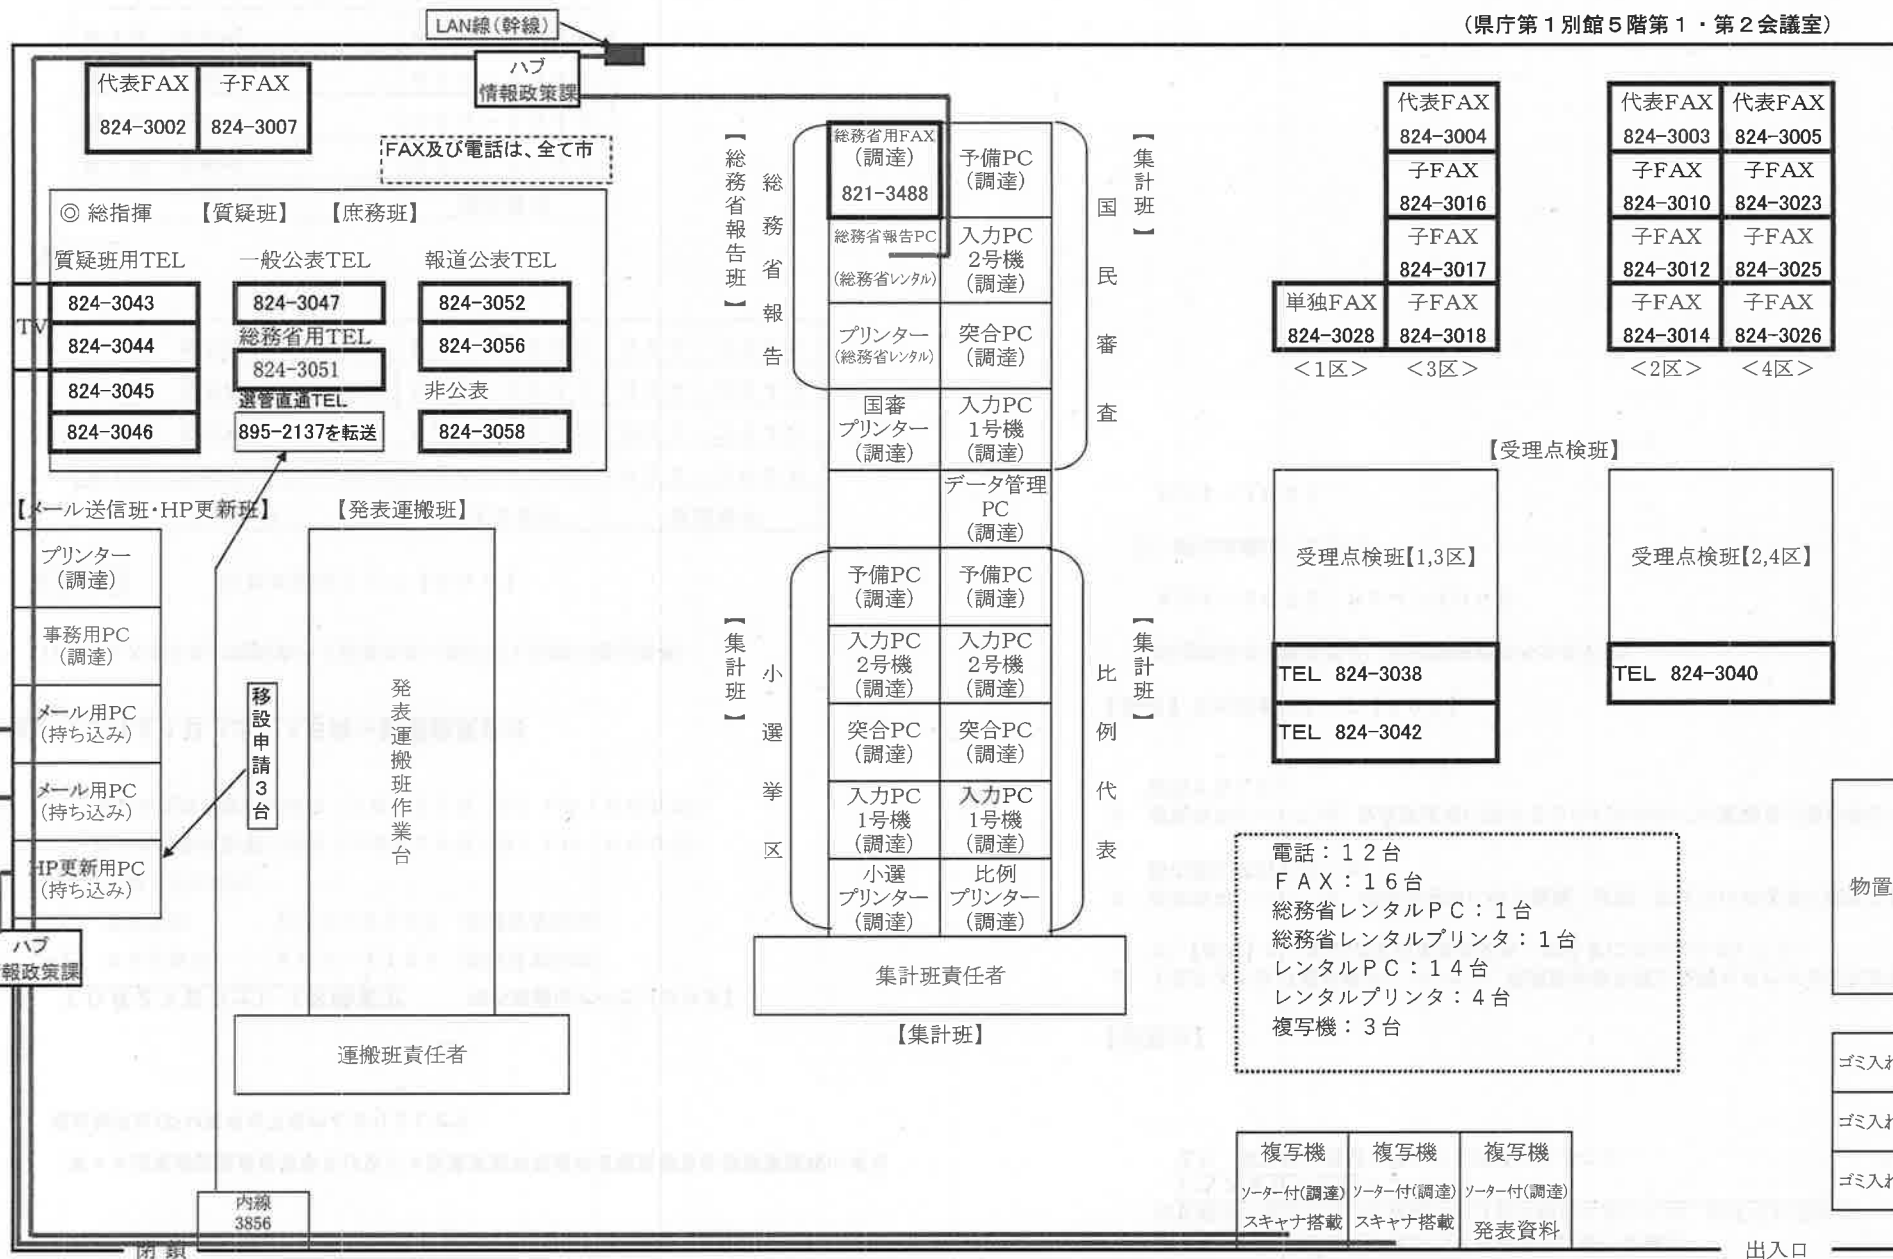 (県庁第1別館5階第1・第2会議室)
LAN線(幹線)
ハブ
情報政策課
代表FAX 子FAX
824-3002 824-3007
FAX及び電話は、全て市
◎ 総指揮 【質疑班】 【庶務班】
質疑班用TEL 一般公表TEL 報道公表TEL
824-3043 824-3047 824-3052
総務省用TEL
TV
824-3044 824-3051 824-3056
824-3045 選管直通TEL 非公表
824-3046 895-2137を転送 824-3058
【メール送信班・HP更新班】
プリンター
(調達)
事務用PC
(調達)
メール用PC
(持ち込み)
メール用PC
(持ち込み)
HP更新用PC
(持ち込み)
ハブ
報政策課
移設申請3台
【発表運搬班】
発表運搬班作業台
運搬班責任者
内線
3856
閉鎖
【総務省報告班】
総務省報告
総務省用FAX
(調達)
821-3488
予備PC
(調達)
総務省報告PC
(総務省レンタル)
入力PC
2号機
(調達)
プリンター
(総務省レンタル)
突合PC
(調達)
国審
プリンター
(調達)
入力PC
1号機
(調達)
データ管理
PC
(調達)
国民審査
【集計班】
【集計班】
小選挙区
予備PC
(調達)
予備PC
(調達)
入力PC
2号機
(調達)
入力PC
2号機
(調達)
突合PC
(調達)
突合PC
(調達)
入力PC
1号機
(調達)
入力PC
1号機
(調達)
小選
プリンター
(調達)
比例
プリンター
(調達)
比例代表
【集計班】
集計班責任者
【集計班】
代表FAX
824-3004
子FAX
824-3016
子FAX
824-3017
単独FAX 子FAX
824-3028 824-3018
<1区> <3区>
代表FAX 代表FAX
824-3003 824-3005
子FAX 子FAX
824-3010 824-3023
子FAX 子FAX
824-3012 824-3025
子FAX 子FAX
824-3014 824-3026
<2区> <4区>
【受理点検班】
受理点検班【1,3区】
TEL 824-3038
TEL 824-3042
受理点検班【2,4区】
TEL 824-3040
電話：12台
FAX：16台
総務省レンタルPC：1台
総務省レンタルプリンタ：1台
レンタルPC：14台
レンタルプリンタ：4台
複写機：3台
物置
ゴミ入れ
ゴミ入れ
ゴミ入れ
複写機 複写機 複写機
ソーター付(調達) ソーター付(調達) ソーター付(調達)
スキャナ搭載 スキャナ搭載 発表資料
出入口